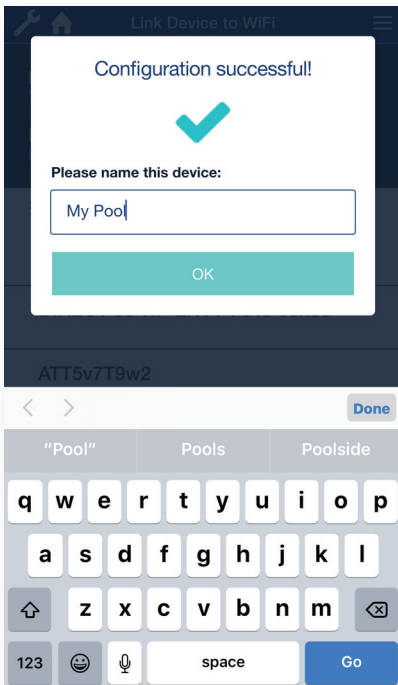 Link Device to WiFi
Configuration successful!
Please name this device:
My Pool
OK
ATT5v7T9w2
Done
“Pool” Pools Poolside
q w e r t y u i o p
a s d f g h j k l
z x c v b n m
123 space Go